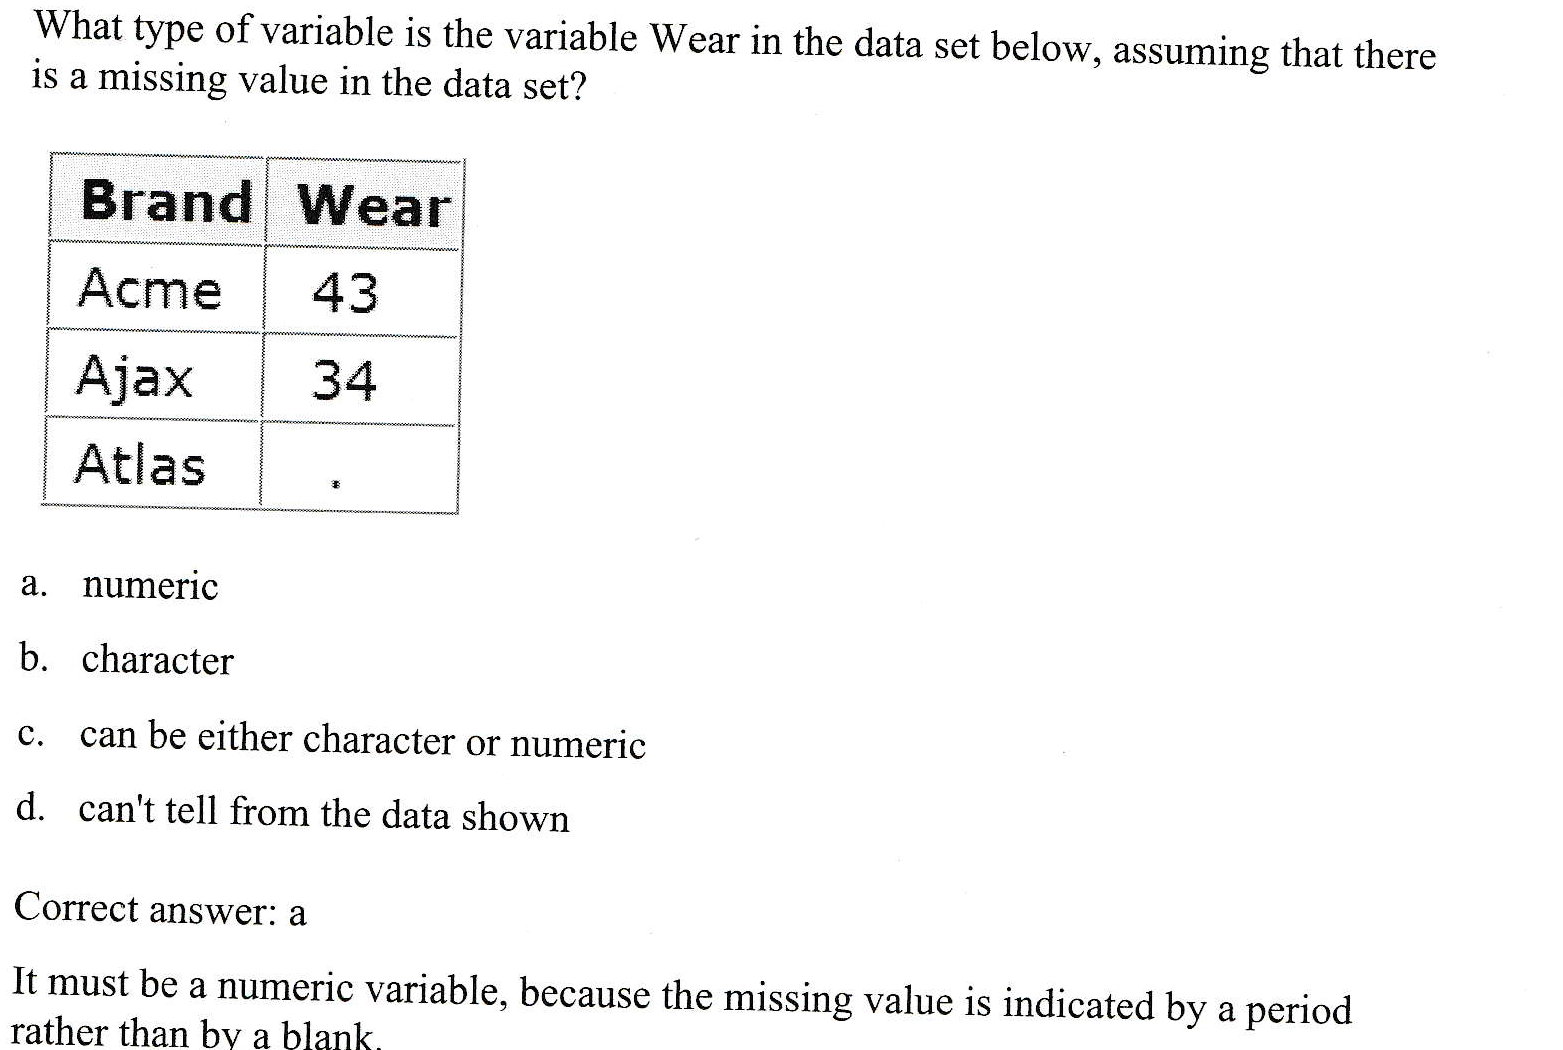 What type of variable is the variable Wear in the data set below, assuming that there
is a missing value in the data set?
Brand Wear
Acme 43
Ajax 34
Atlas .
a. numeric
b. character
c. can be either character or numeric
d. can't tell from the data shown
Correct answer: a
It must be a numeric variable, because the missing value is indicated by a period
rather than by a blank.